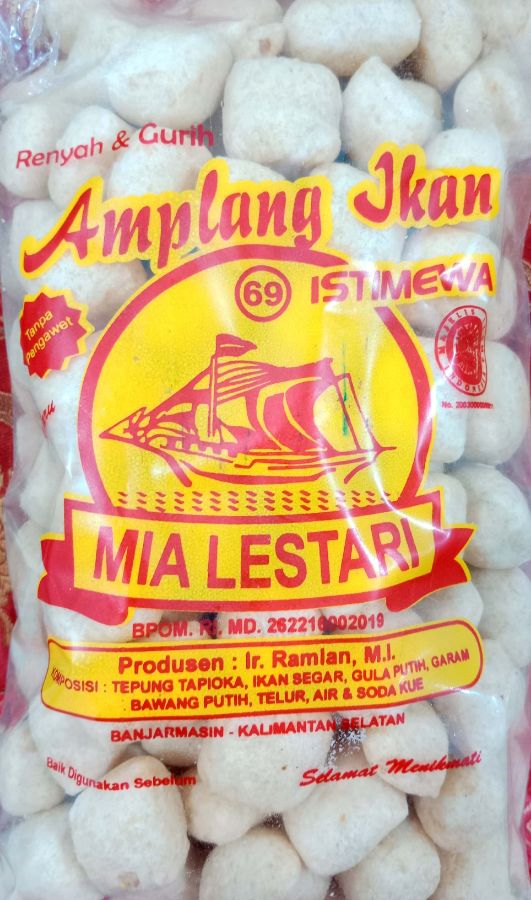 Renyah & Gurih
Amplang Ikan
69 ISTIMEWA
Tanpa
Pengawet
MAJELIS
MIA LESTARI
BPOM. RI. MD. 262216002019
Produsen : Ir. Ramlan, M.I.
KOMPOSISI : TEPUNG TAPIOKA, IKAN SEGAR, GULA PUTIH, GARAM
BAWANG PUTIH, TELUR, AIR & SODA KUE
BANJARMASIN - KALIMANTAN SELATAN
Baik Digunakan Sebelum
Selamat Menikmati